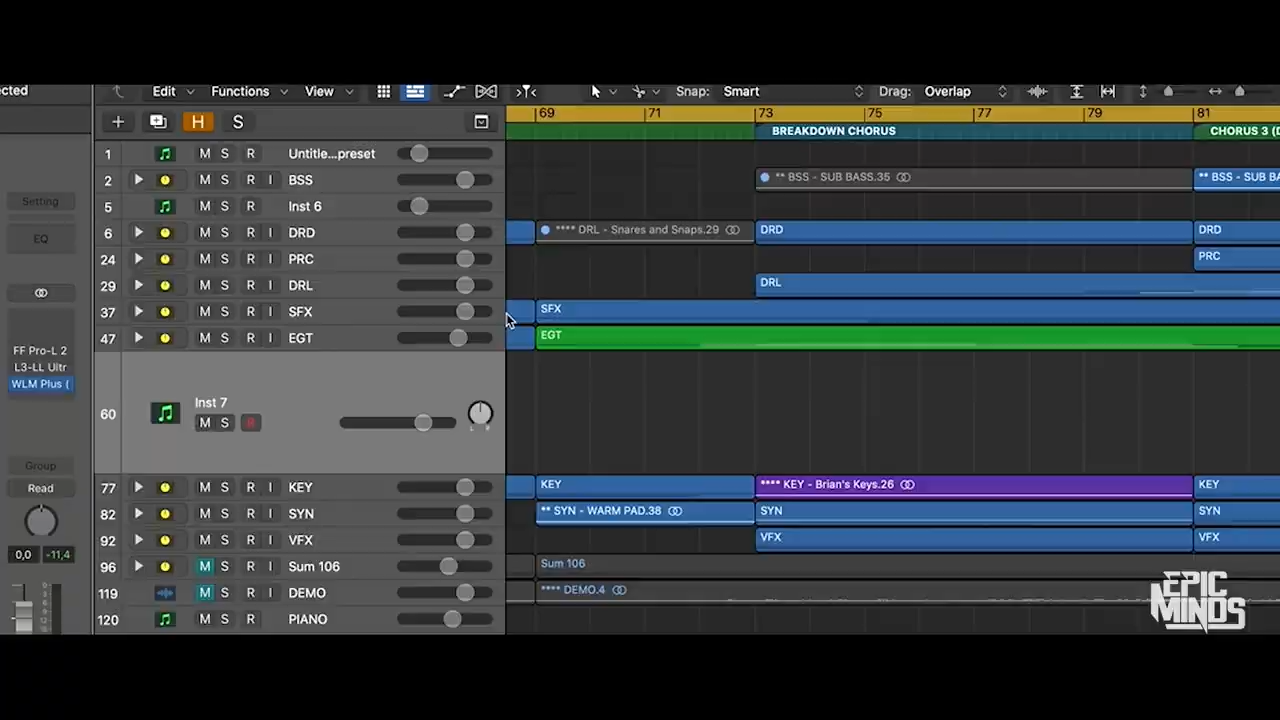 ected
Edit Functions View Snap: Smart Drag: Overlap
69 71 73 75 77 79 81
BREAKDOWN CHORUS CHORUS 3 (D
H S
1 M S R Untitle...preset
2 M S R I BSS ** BSS - SUB BASS.35 ** BSS - SUB BA
5 M S R Inst 6
6 M S R I DRD **** DRL - Snares and Snaps.29 DRD DRD
24 M S R I PRC PRC
29 M S R I DRL DRL
37 M S R I SFX SFX
47 M S R I EGT EGT
60 Inst 7
M S R
L R
77 M S R I KEY KEY **** KEY - Brian's Keys.26 KEY
82 M S R I SYN ** SYN - WARM PAD.38 SYN SYN
92 M S R I VFX VFX VFX
96 M S R I Sum 106 Sum 106
119 M S R I DEMO **** DEMO.4
120 M S R PIANO
Setting
EQ
FF Pro-L 2
L3-LL Ultr
WLM Plus (
Group
Read
0,0 -11,4
EPIC
MINDS